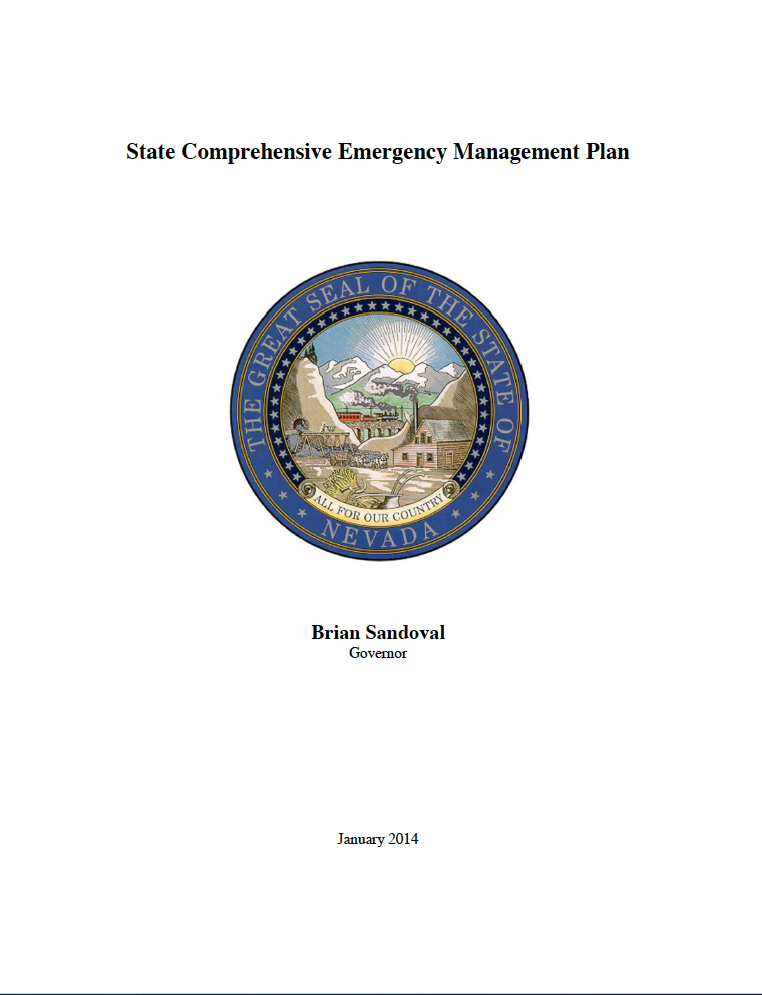 State Comprehensive Emergency Management Plan
THE GREAT SEAL OF THE STATE OF
NEVADA
ALL FOR OUR COUNTRY
Brian Sandoval
Governor
January 2014